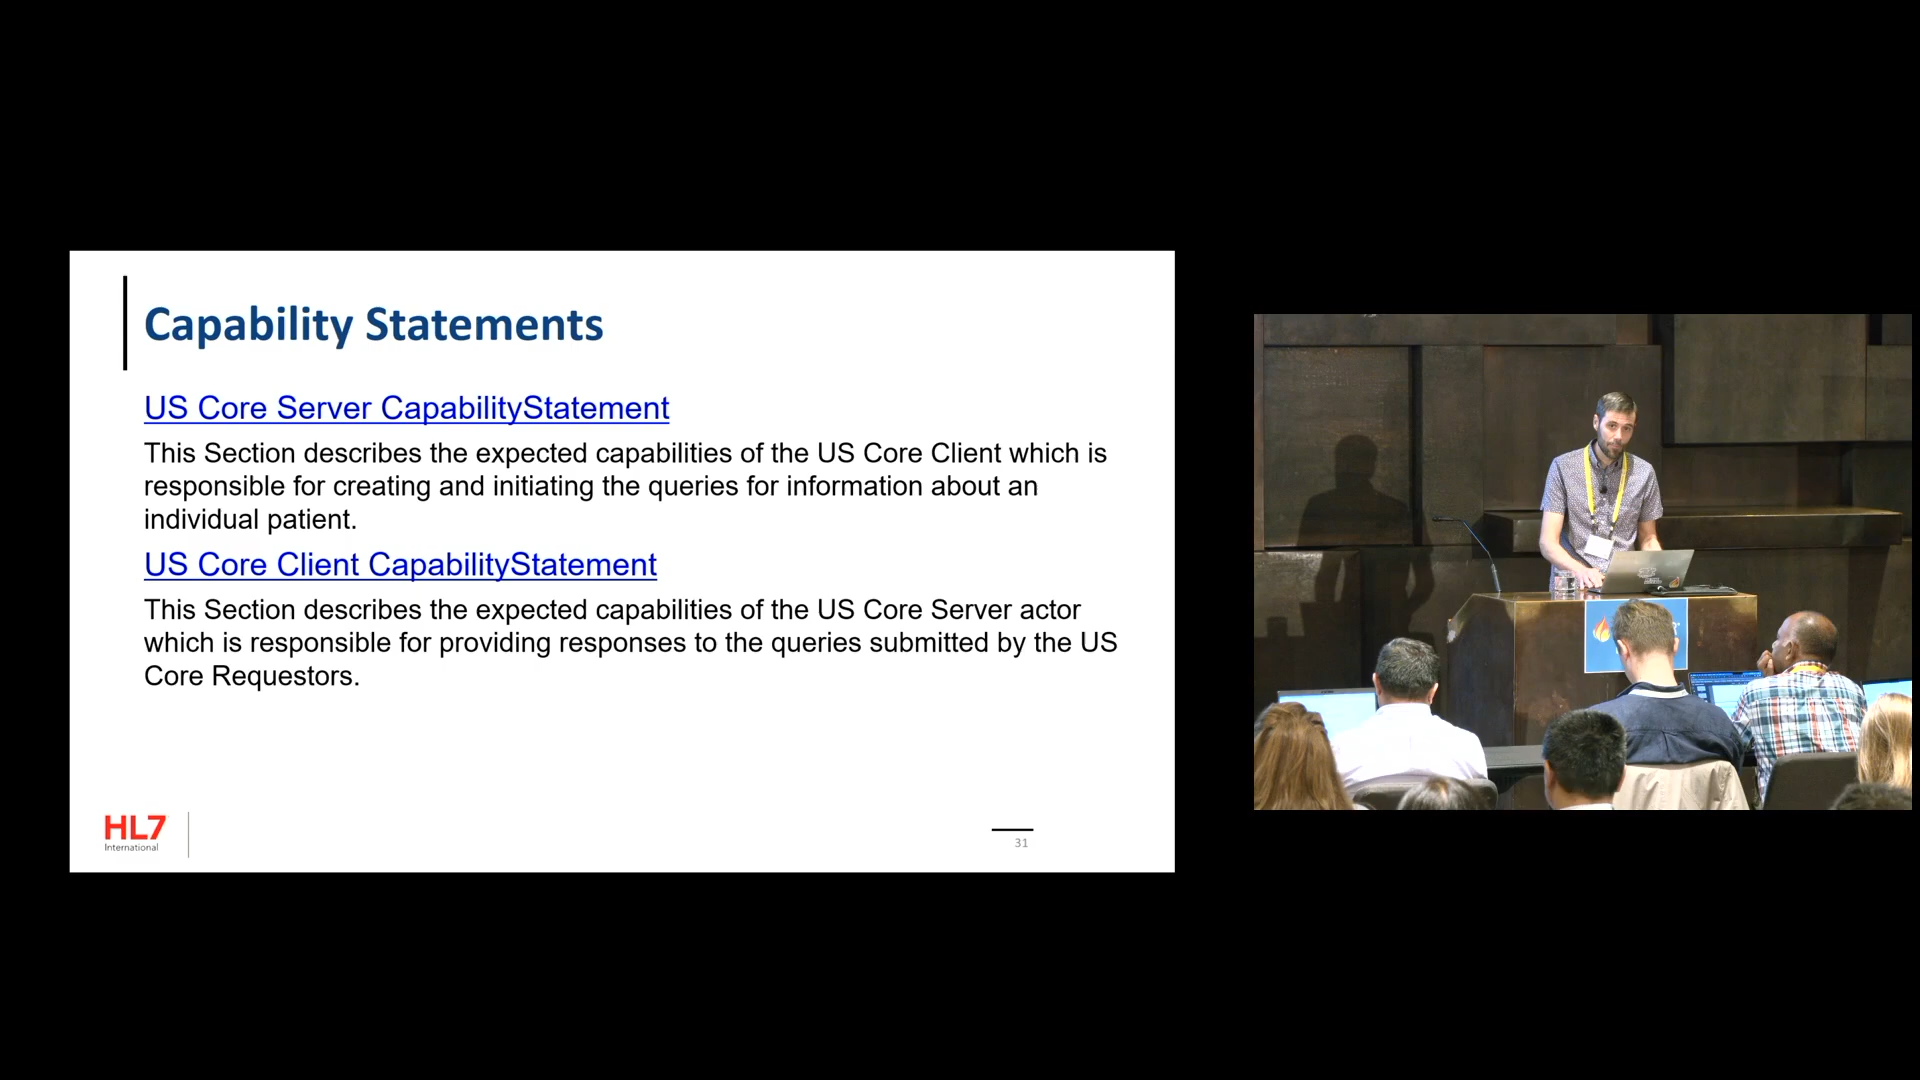 Capability Statements
US Core Server CapabilityStatement
This Section describes the expected capabilities of the US Core Client which is
responsible for creating and initiating the queries for information about an
individual patient.
US Core Client CapabilityStatement
This Section describes the expected capabilities of the US Core Server actor
which is responsible for providing responses to the queries submitted by the US
Core Requestors.
HL7
International
31